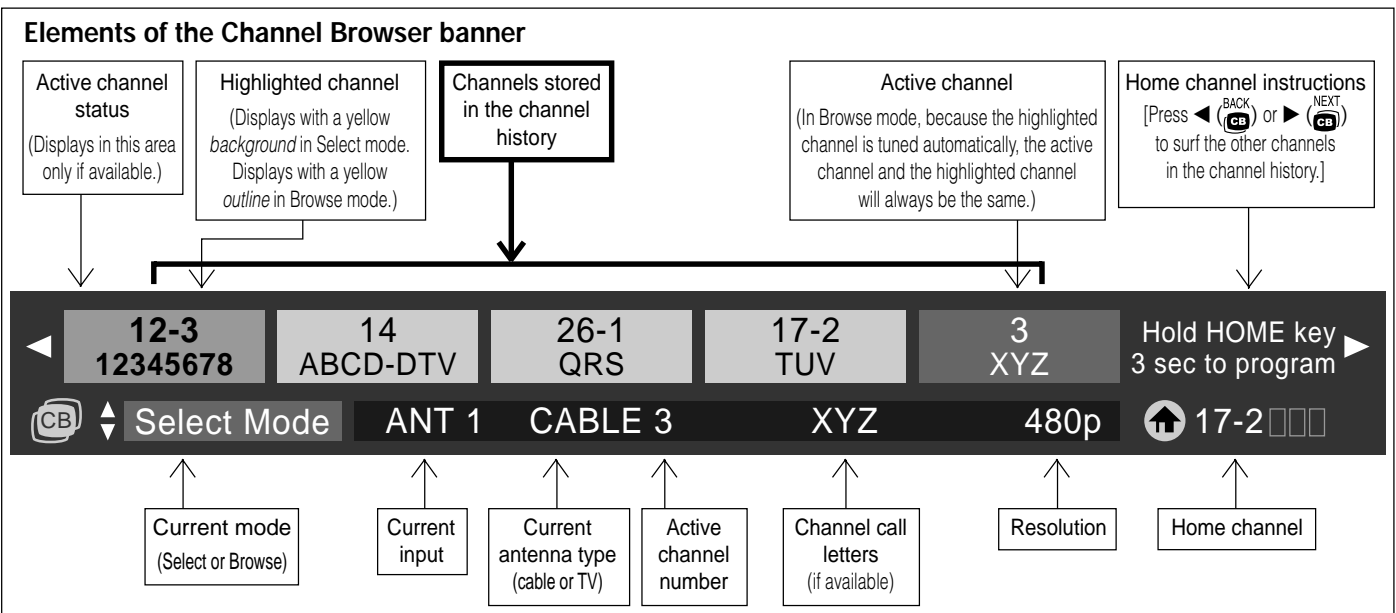 Elements of the Channel Browser banner
Active channel
status
(Displays in this area
only if available.)
Highlighted channel
(Displays with a yellow
background in Select mode.
Displays with a yellow
outline in Browse mode.)
Channels stored
in the channel
history
Active channel
(In Browse mode, because the highlighted
channel is tuned automatically, the active
channel and the highlighted channel
will always be the same.)
Home channel instructions
[Press ◀ (BACK CB) or ▶ (NEXT CB)
to surf the other channels
in the channel history.]
12-3
12345678
14
ABCD-DTV
26-1
QRS
17-2
TUV
3
XYZ
Hold HOME key
3 sec to program
CB Select Mode ANT 1 CABLE 3 XYZ 480p 17-2
Current mode
(Select or Browse)
Current
input
Current
antenna type
(cable or TV)
Active
channel
number
Channel call
letters
(if available)
Resolution
Home channel